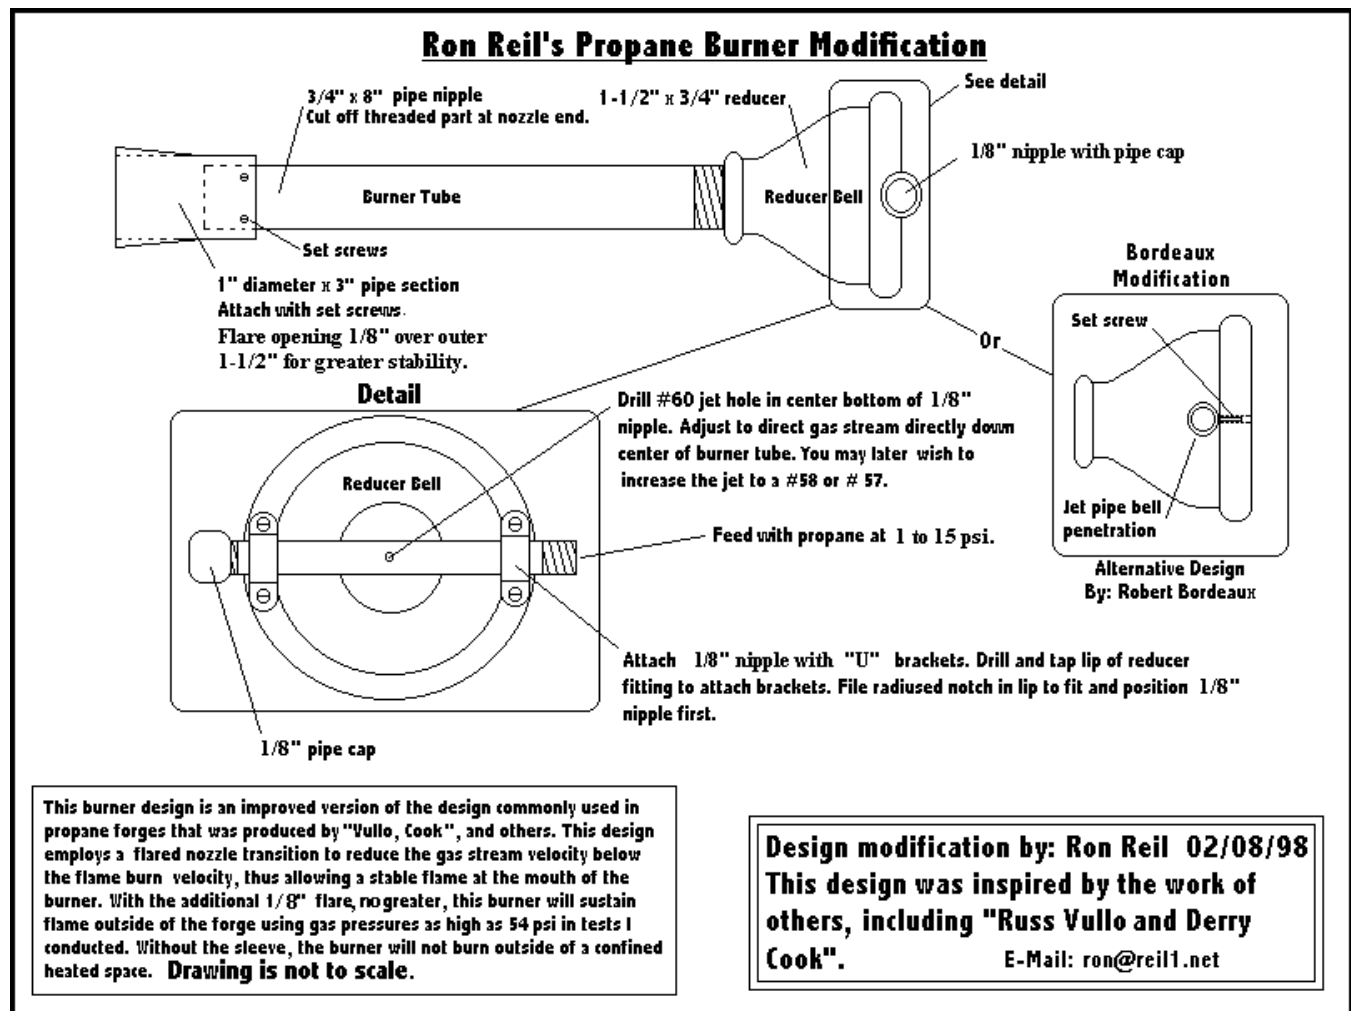 Ron Reil's Propane Burner Modification
3/4" x 8" pipe nipple
Cut off threaded part at nozzle end.
1-1/2" x 3/4" reducer
See detail
1/8" nipple with pipe cap
Burner Tube
Reducer Bell
Set screws
1" diameter x 3" pipe section
Attach with set screws.
Flare opening 1/8" over outer
1-1/2" for greater stability.
Bordeaux
Modification
Set screw
Or
Jet pipe bell
penetration
Alternative Design
By: Robert Bordeaux
Detail
Reducer Bell
Drill #60 jet hole in center bottom of 1/8"
nipple. Adjust to direct gas stream directly down
center of burner tube. You may later wish to
increase the jet to a #58 or # 57.
Feed with propane at 1 to 15 psi.
Attach 1/8" nipple with "U" brackets. Drill and tap lip of reducer
fitting to attach brackets. File radiused notch in lip to fit and position 1/8"
nipple first.
1/8" pipe cap
This burner design is an improved version of the design commonly used in
propane forges that was produced by "Vullo, Cook", and others. This design
employs a flared nozzle transition to reduce the gas stream velocity below
the flame burn velocity, thus allowing a stable flame at the mouth of the
burner. With the additional 1/8" flare, no greater, this burner will sustain
flame outside of the forge using gas pressures as high as 54 psi in tests I
conducted. Without the sleeve, the burner will not burn outside of a confined
heated space. Drawing is not to scale.
Design modification by: Ron Reil 02/08/98
This design was inspired by the work of
others, including "Russ Vullo and Derry
Cook". E-Mail: ron@reil1.net